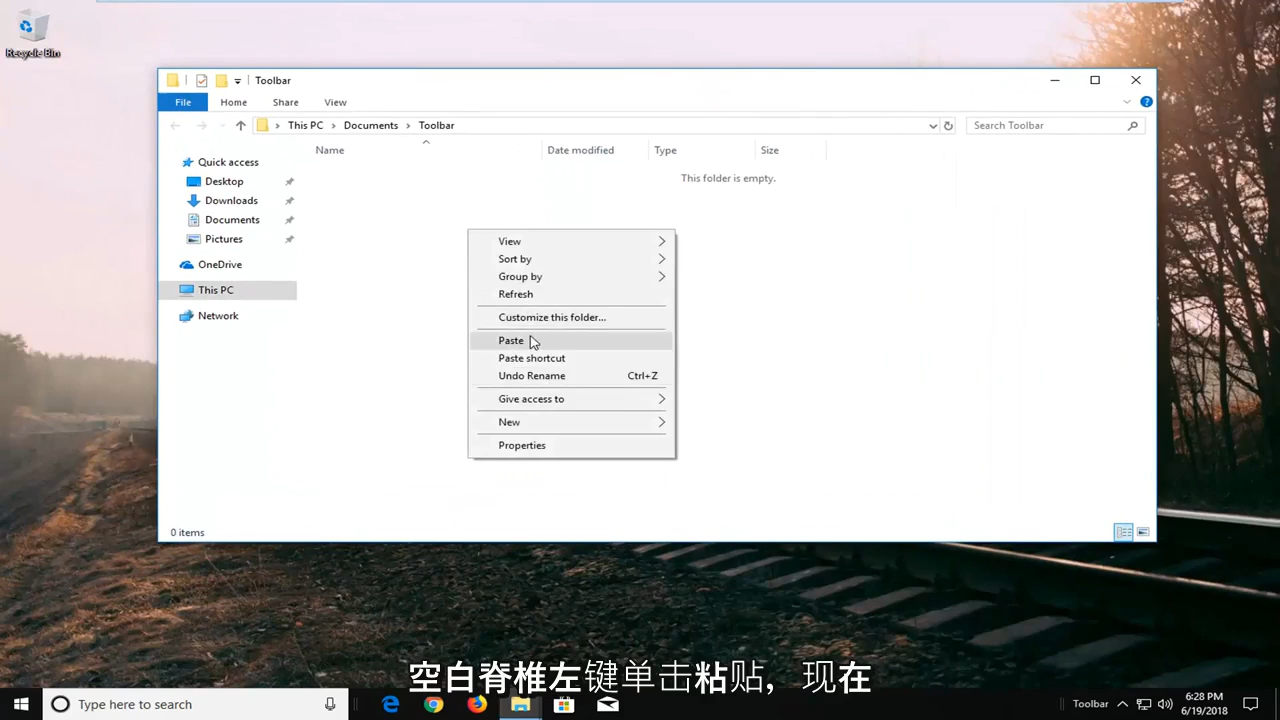 Recycle Bin
Toolbar
File Home Share View
This PC Documents Toolbar Search Toolbar
Name Date modified Type Size
This folder is empty.
Quick access
Desktop
Downloads
Documents
Pictures
OneDrive
This PC
Network
View
Sort by
Group by
Refresh
Customize this folder...
Paste
Paste shortcut
Undo Rename Ctrl+Z
Give access to
New
Properties
0 items
空白脊椎左键单击粘贴，现在
Type here to search
Toolbar
6:28 PM
6/19/2018